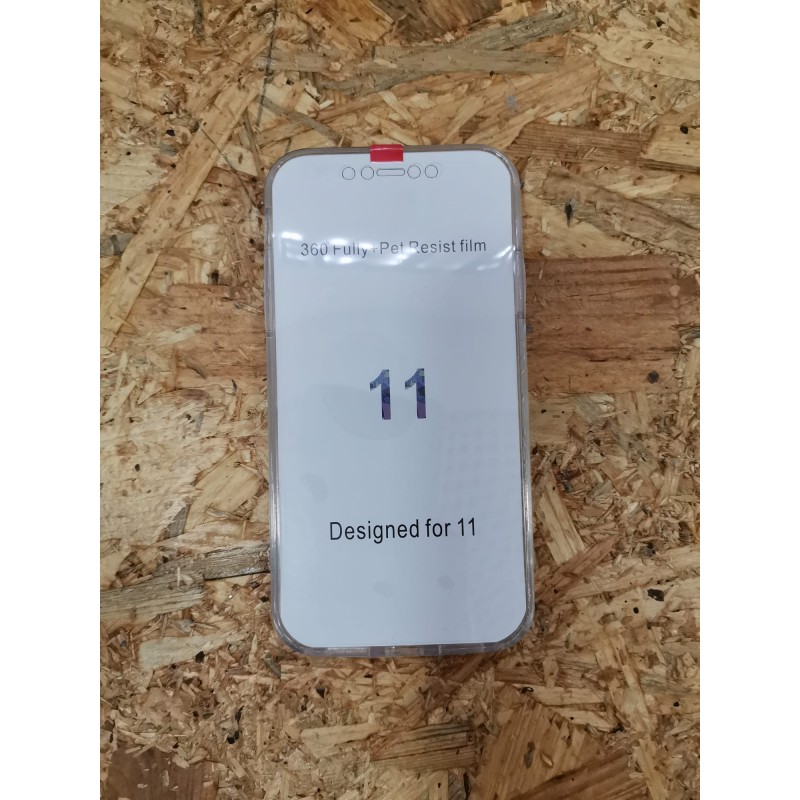 360 Fully+Pet Resist film
11
Designed for 11